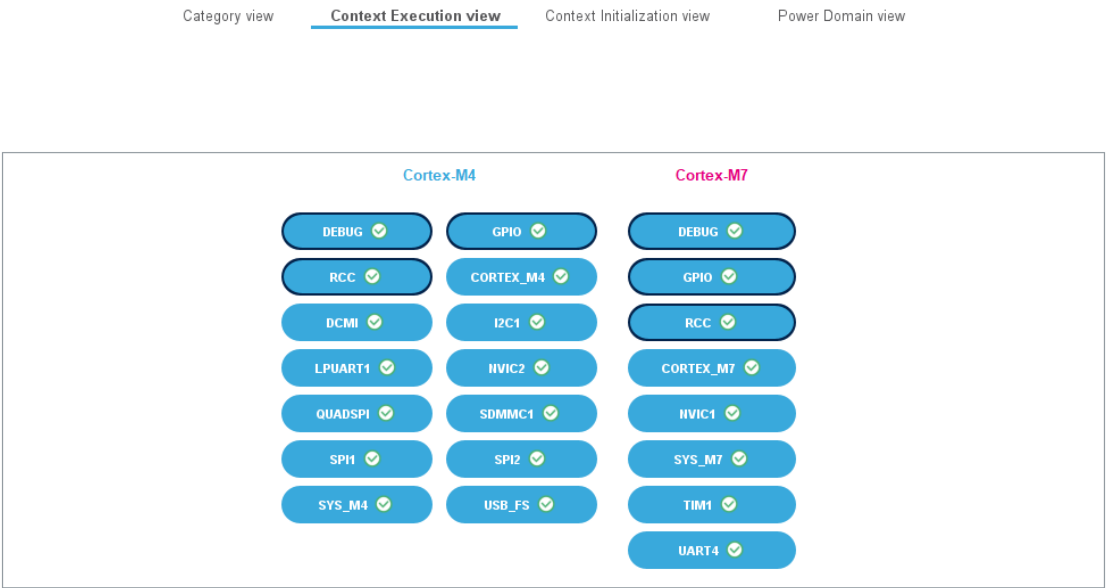 Category view Context Execution view Context Initialization view Power Domain view
Cortex-M4 Cortex-M7
DEBUG GPIO DEBUG
RCC CORTEX_M4 GPIO
DCMI I2C1 RCC
LPUART1 NVIC2 CORTEX_M7
QUADSPI SDMMC1 NVIC1
SPI1 SPI2 SYS_M7
SYS_M4 USB_FS TIM1
UART4